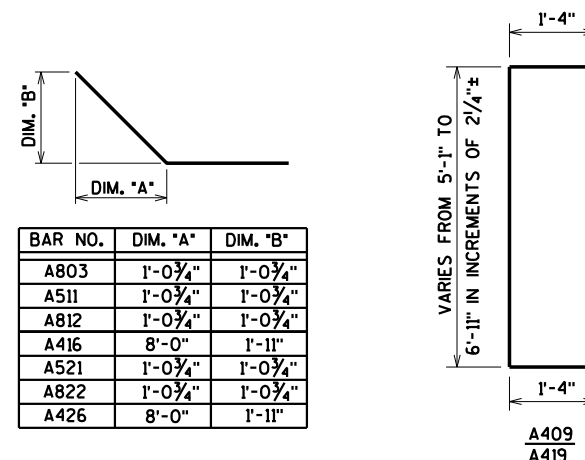 DIM. "B"
DIM. "A"
BAR NO. DIM. "A" DIM. "B"
A803 1'-0¾" 1'-0¾"
A511 1'-0¾" 1'-0¾"
A812 1'-0¾" 1'-0¾"
A416 8'-0" 1'-11"
A521 1'-0¾" 1'-0¾"
A822 1'-0¾" 1'-0¾"
A426 8'-0" 1'-11"
1'-4"
VARIES FROM 5'-1" TO
6'-11" IN INCREMENTS OF 2¼"±
1'-4"
A409
A419